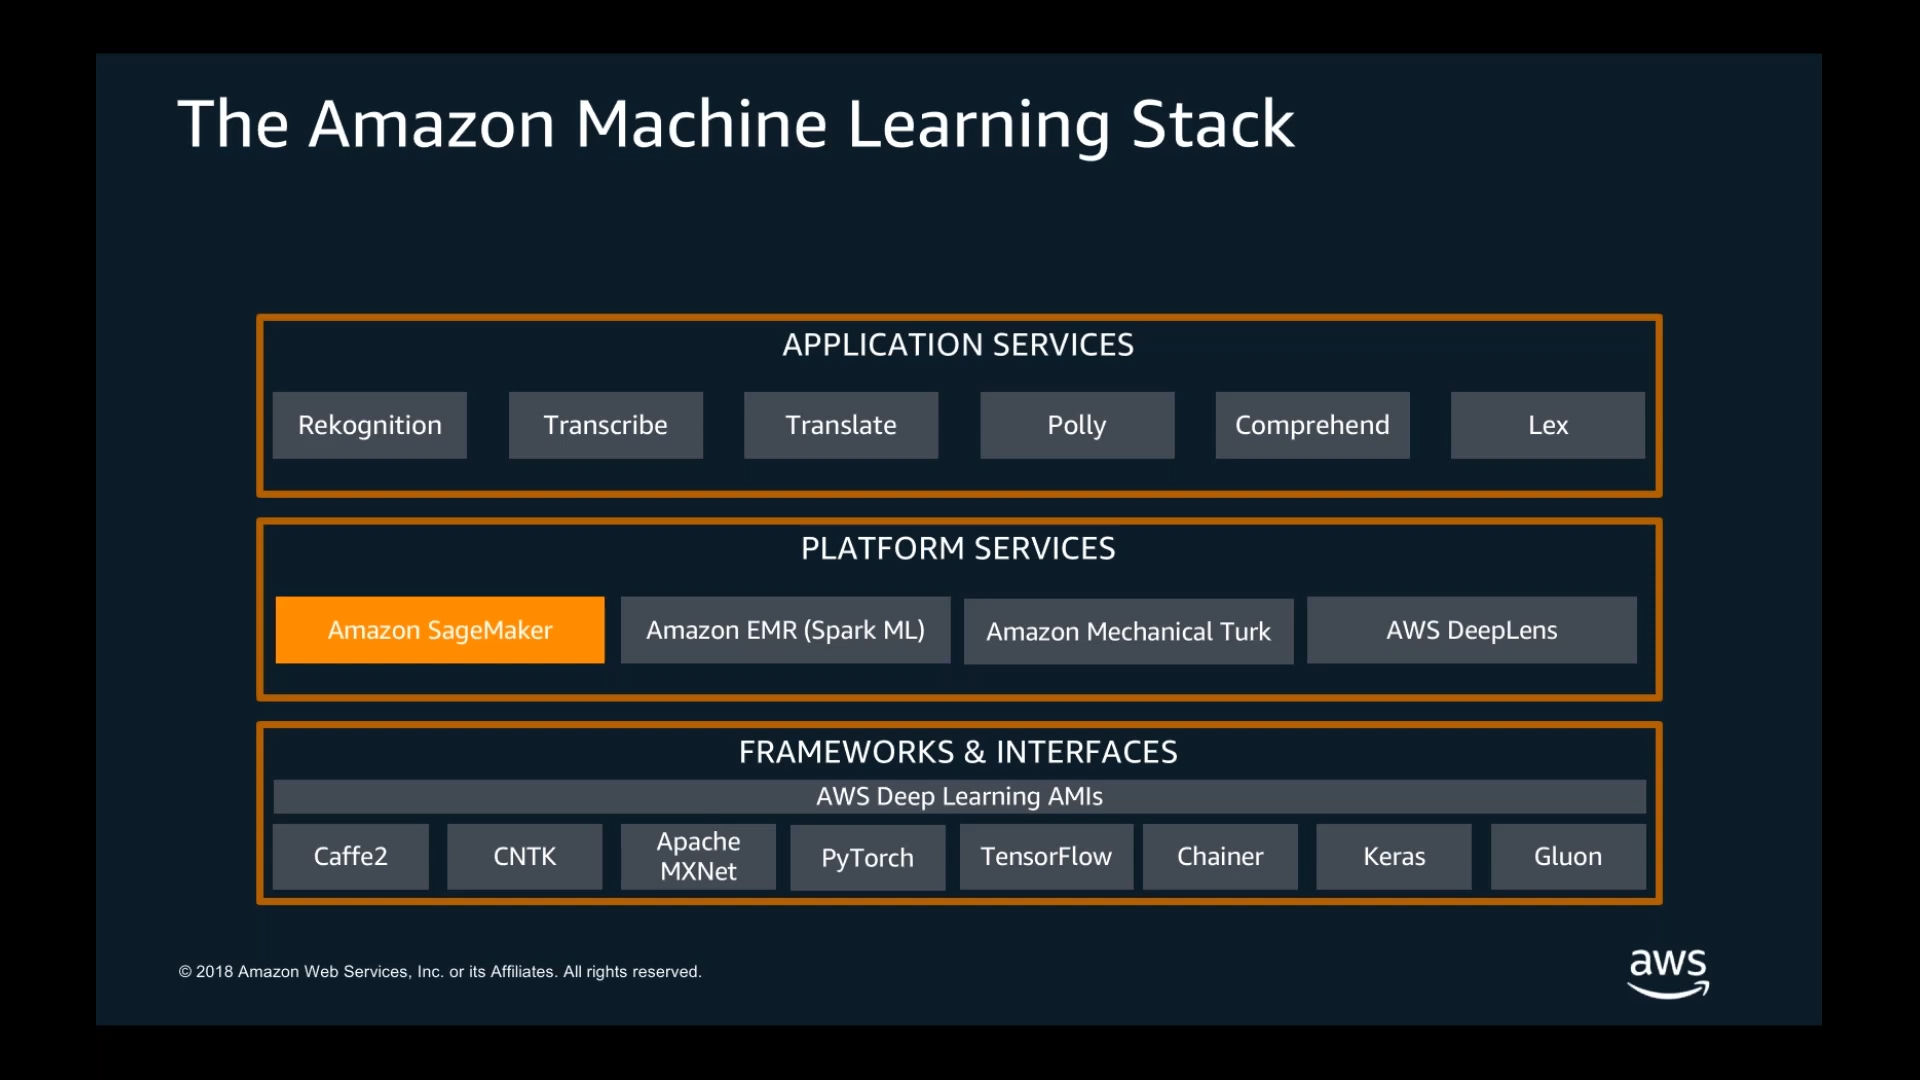 The Amazon Machine Learning Stack
APPLICATION SERVICES
Rekognition
Transcribe
Translate
Polly
Comprehend
Lex
PLATFORM SERVICES
Amazon SageMaker
Amazon EMR (Spark ML)
Amazon Mechanical Turk
AWS DeepLens
FRAMEWORKS & INTERFACES
AWS Deep Learning AMIs
Caffe2
CNTK
Apache
MXNet
PyTorch
TensorFlow
Chainer
Keras
Gluon
© 2018 Amazon Web Services, Inc. or its Affiliates. All rights reserved.
aws